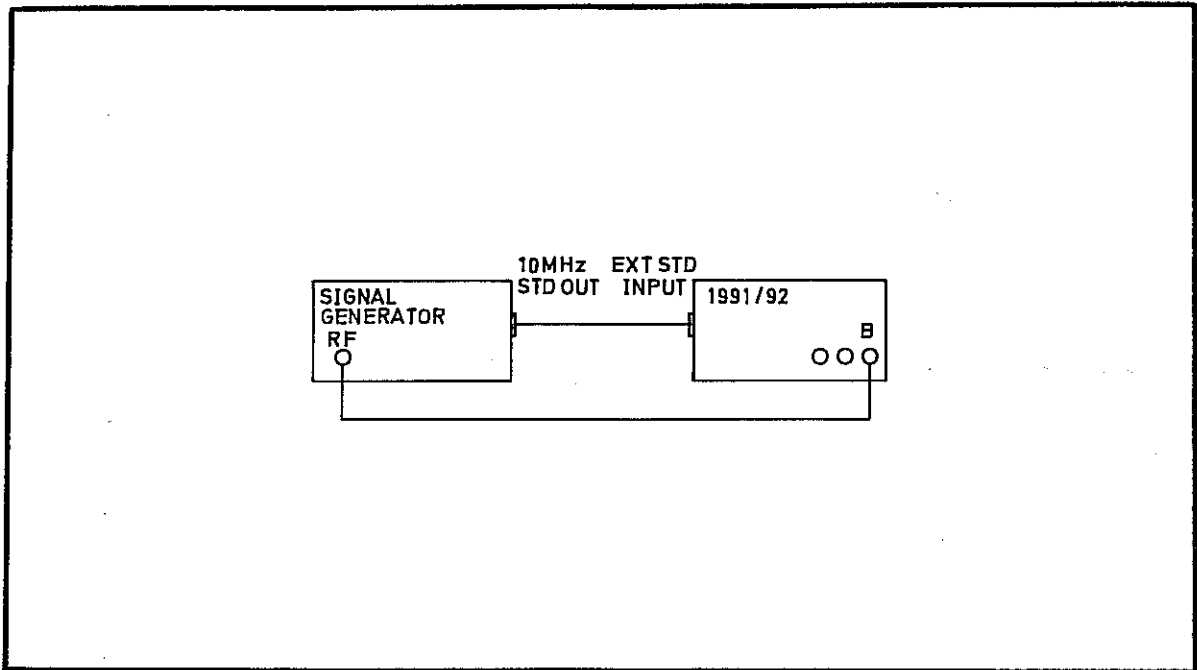 10MHz EXT STD
STD OUT INPUT
SIGNAL
GENERATOR
RF
1991/92
B